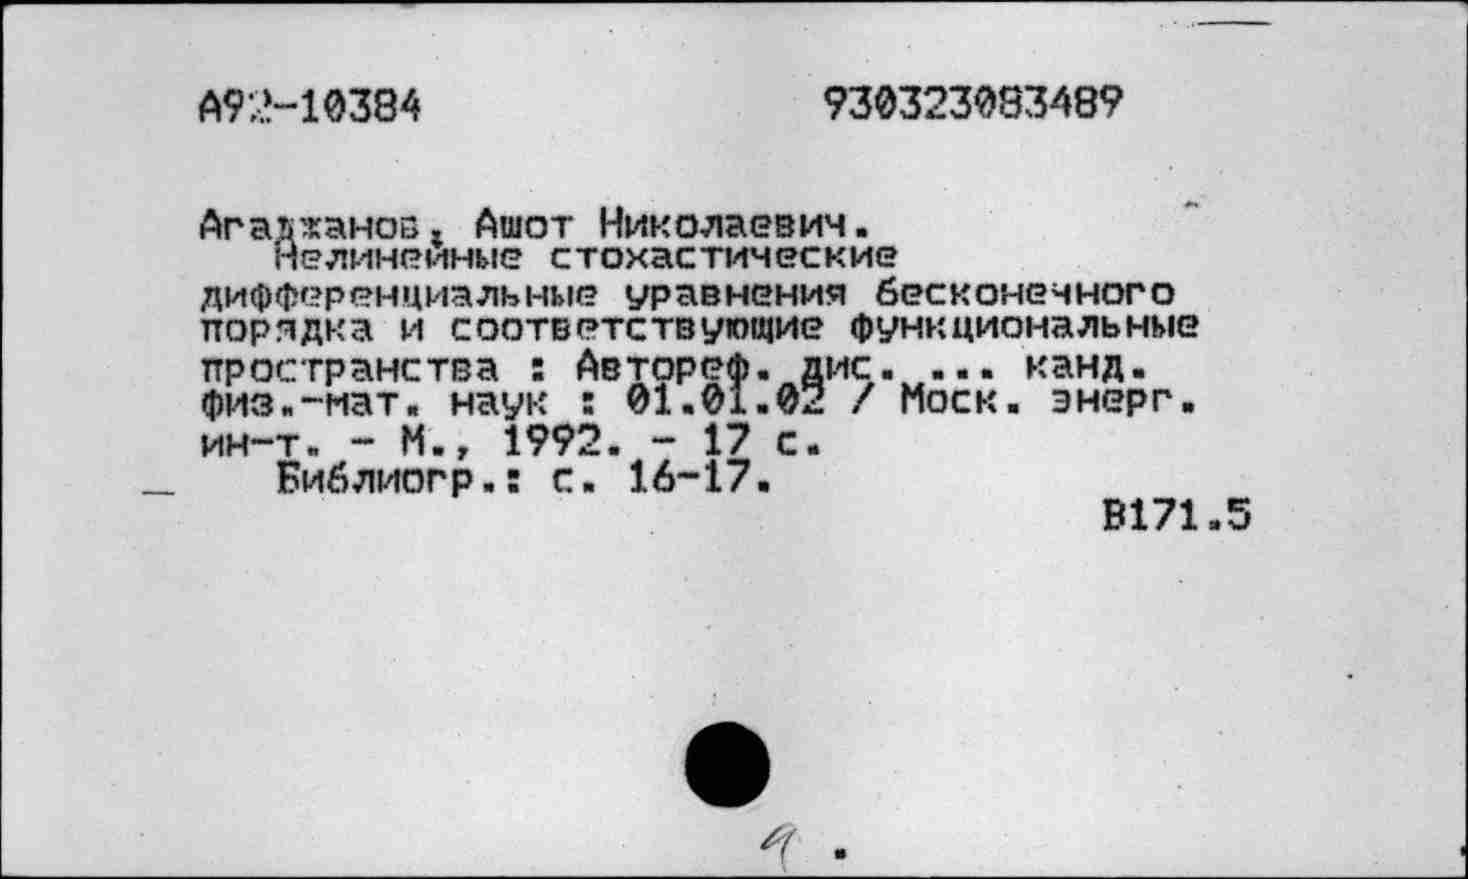 А92-10384 930323083489
Агаджанов, Ашот Николаевич.
Нелинейные стохастические
дифференциальные уравнения бесконечного
порядка и соответствующие функциональные
пространства : Автореф. дис. ... канд.
физ.-мат. наук : 01.01.02 / Моск. энерг.
ин-т. - М., 1992. - 17 с.
Библиогр.: с. 16-17.
В171.5